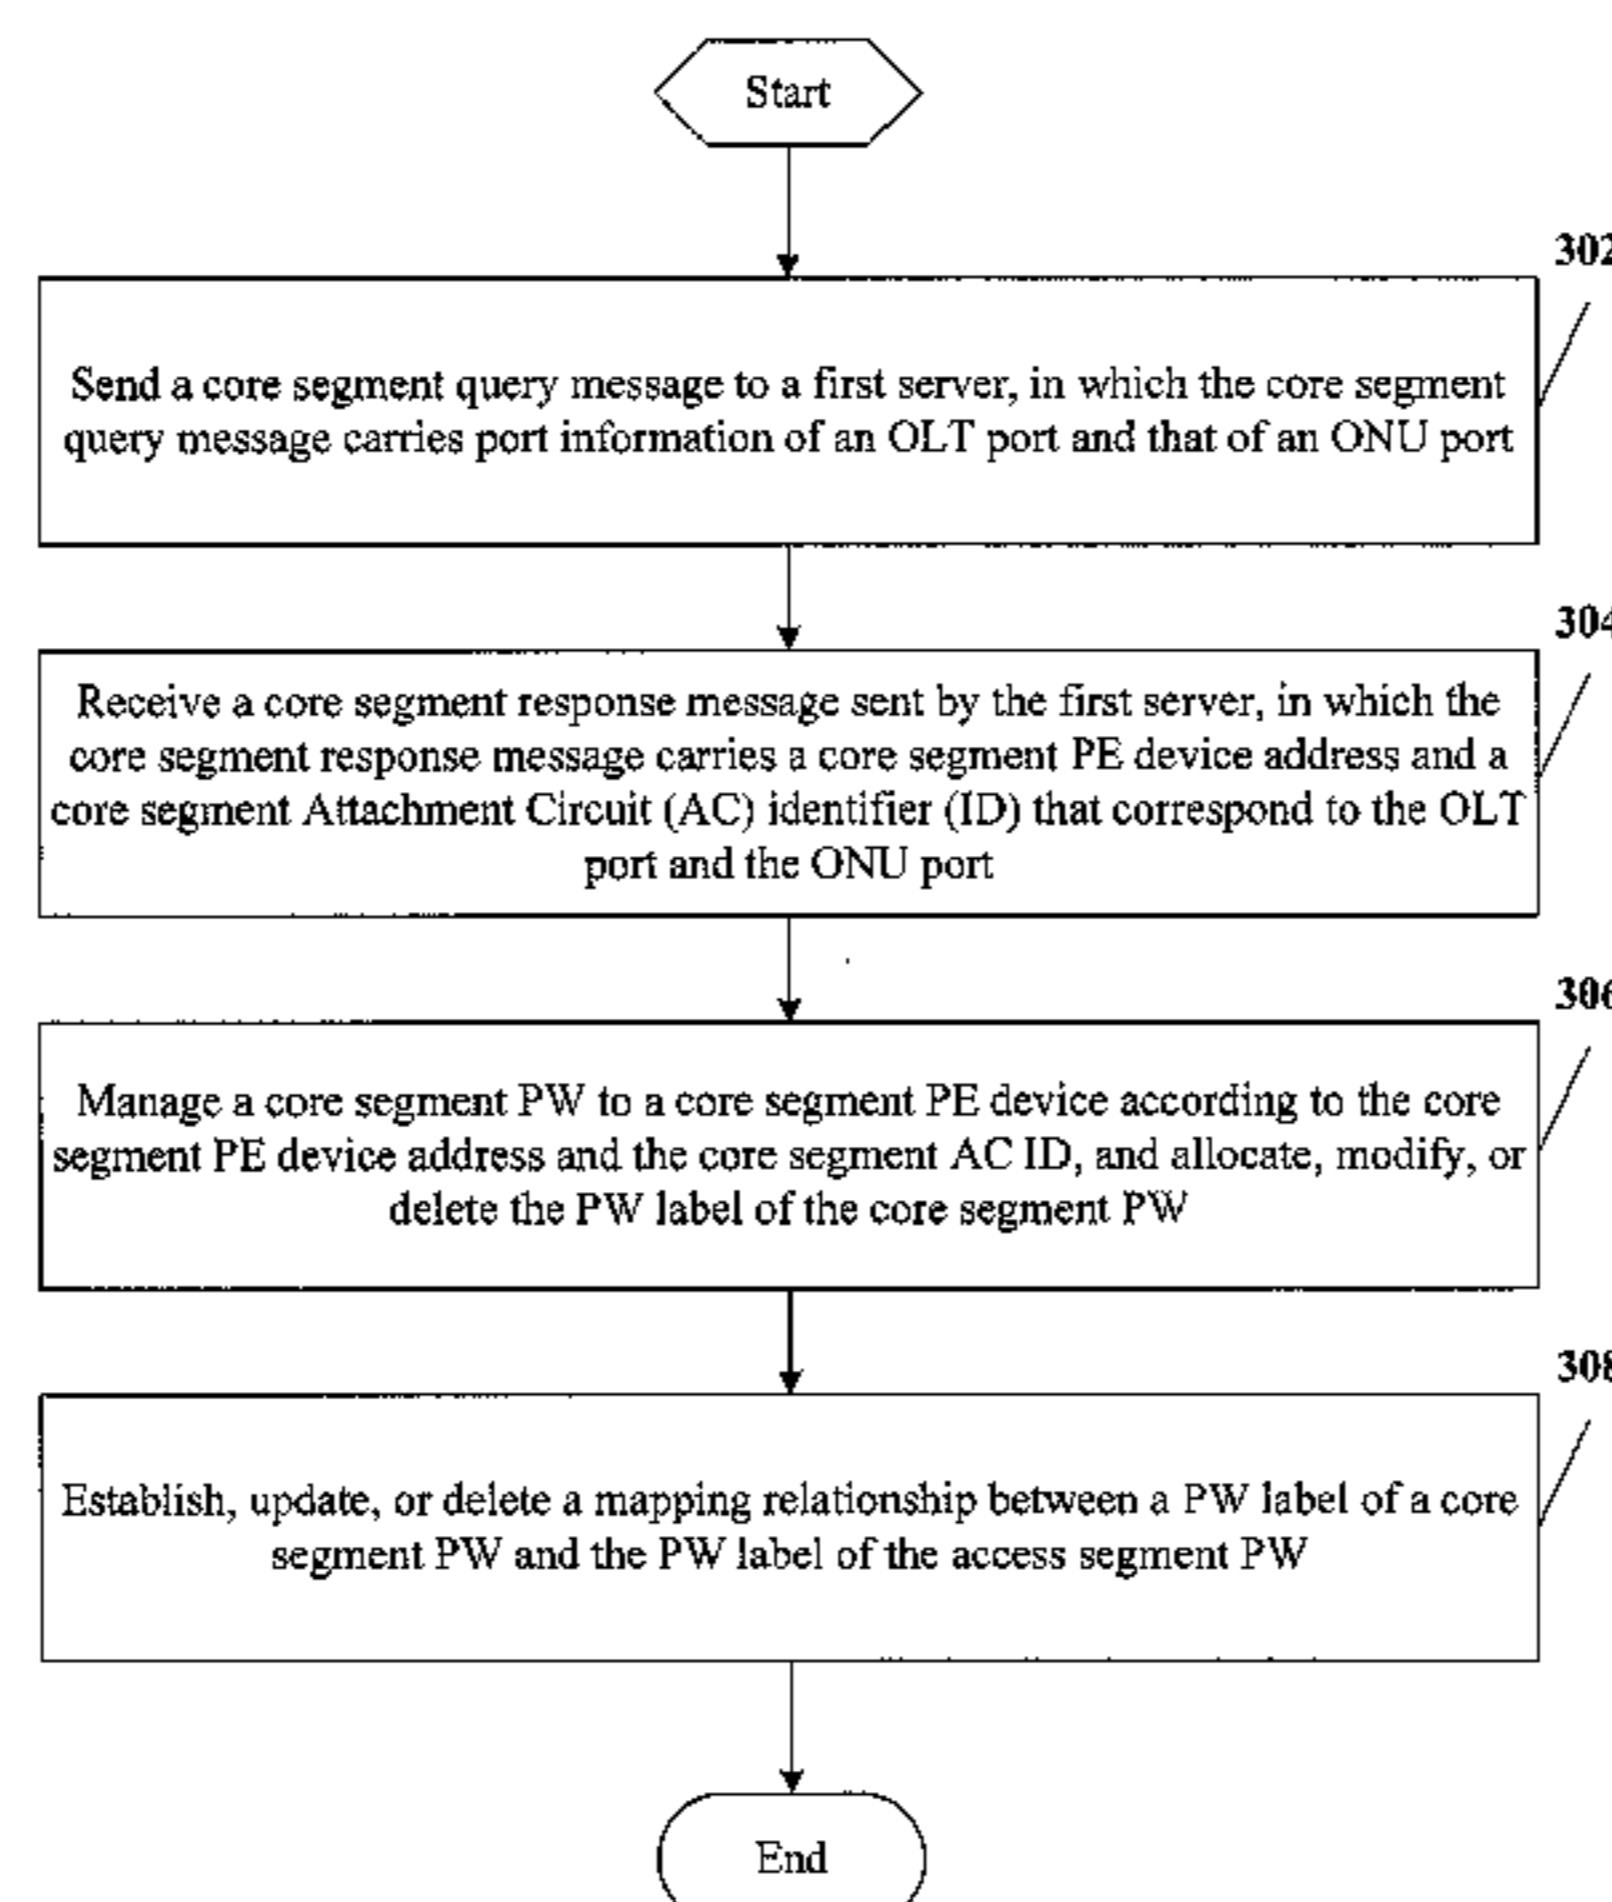 Start
302
Send a core segment query message to a first server, in which the core segment
query message carries port information of an OLT port and that of an ONU port
304
Receive a core segment response message sent by the first server, in which the
core segment response message carries a core segment PE device address and a
core segment Attachment Circuit (AC) identifier (ID) that correspond to the OLT
port and the ONU port
306
Manage a core segment PW to a core segment PE device according to the core
segment PE device address and the core segment AC ID, and allocate, modify, or
delete the PW label of the core segment PW
308
Establish, update, or delete a mapping relationship between a PW label of a core
segment PW and the PW label of the access segment PW
End